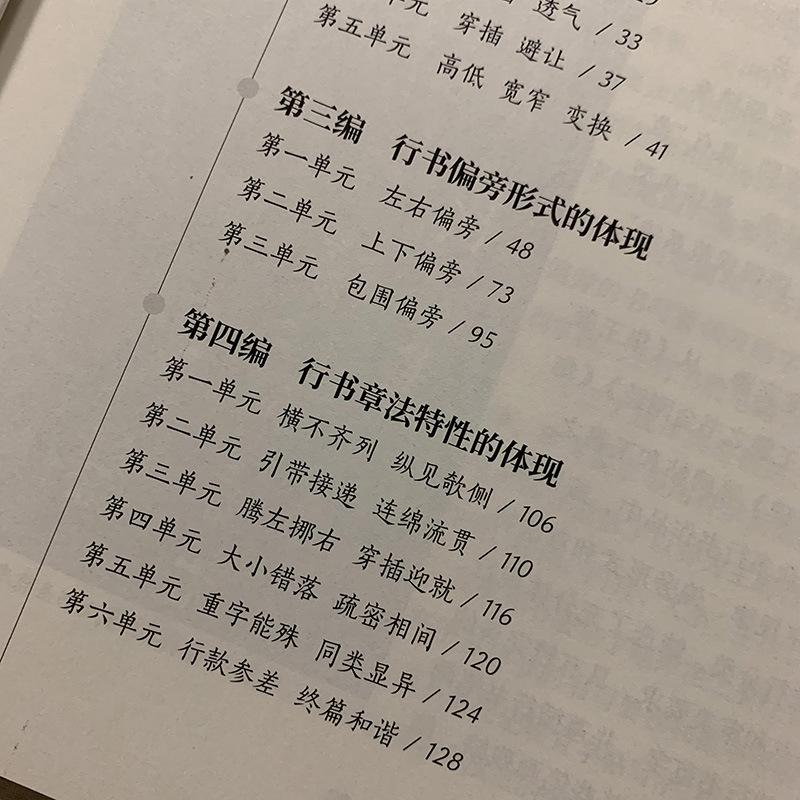 透气 / 33
单元 穿插 避让 / 37
第五单元 高低 宽窄 变换 / 41
第三编 行书偏旁形式的体现
第一单元 左右偏旁 / 48
第二单元 上下偏旁 / 73
第三单元 包围偏旁 / 95
第四编 行书章法特性的体现
第一单元 横不齐列 纵见欹侧 / 106
第二单元 引带接递 连绵流贯 / 110
第三单元 腾左挪右 穿插迎就 / 116
第四单元 大小错落 疏密相间 / 120
第五单元 重字能殊 同类显异 / 124
第六单元 行款参差 终篇和谐 / 128